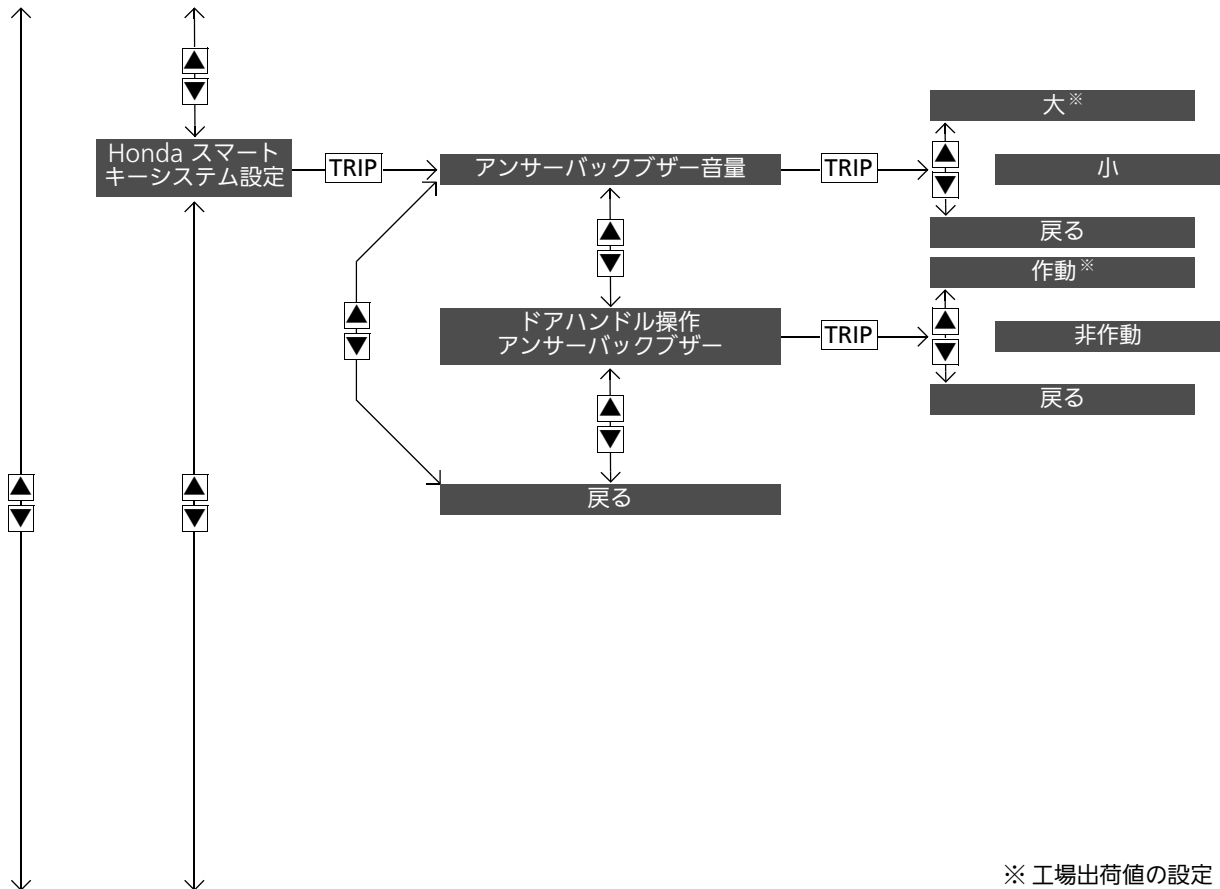 ▲
▼
大※
Honda スマート
キーシステム設定
TRIP
アンサーバックブザー音量
TRIP
▲
▼
小
戻る
▲
▼
作動※
▲
▼
ドアハンドル操作
アンサーバックブザー
TRIP
▲
▼
非作動
戻る
▲
▼
▲
▼
▲
▼
戻る
※ 工場出荷値の設定